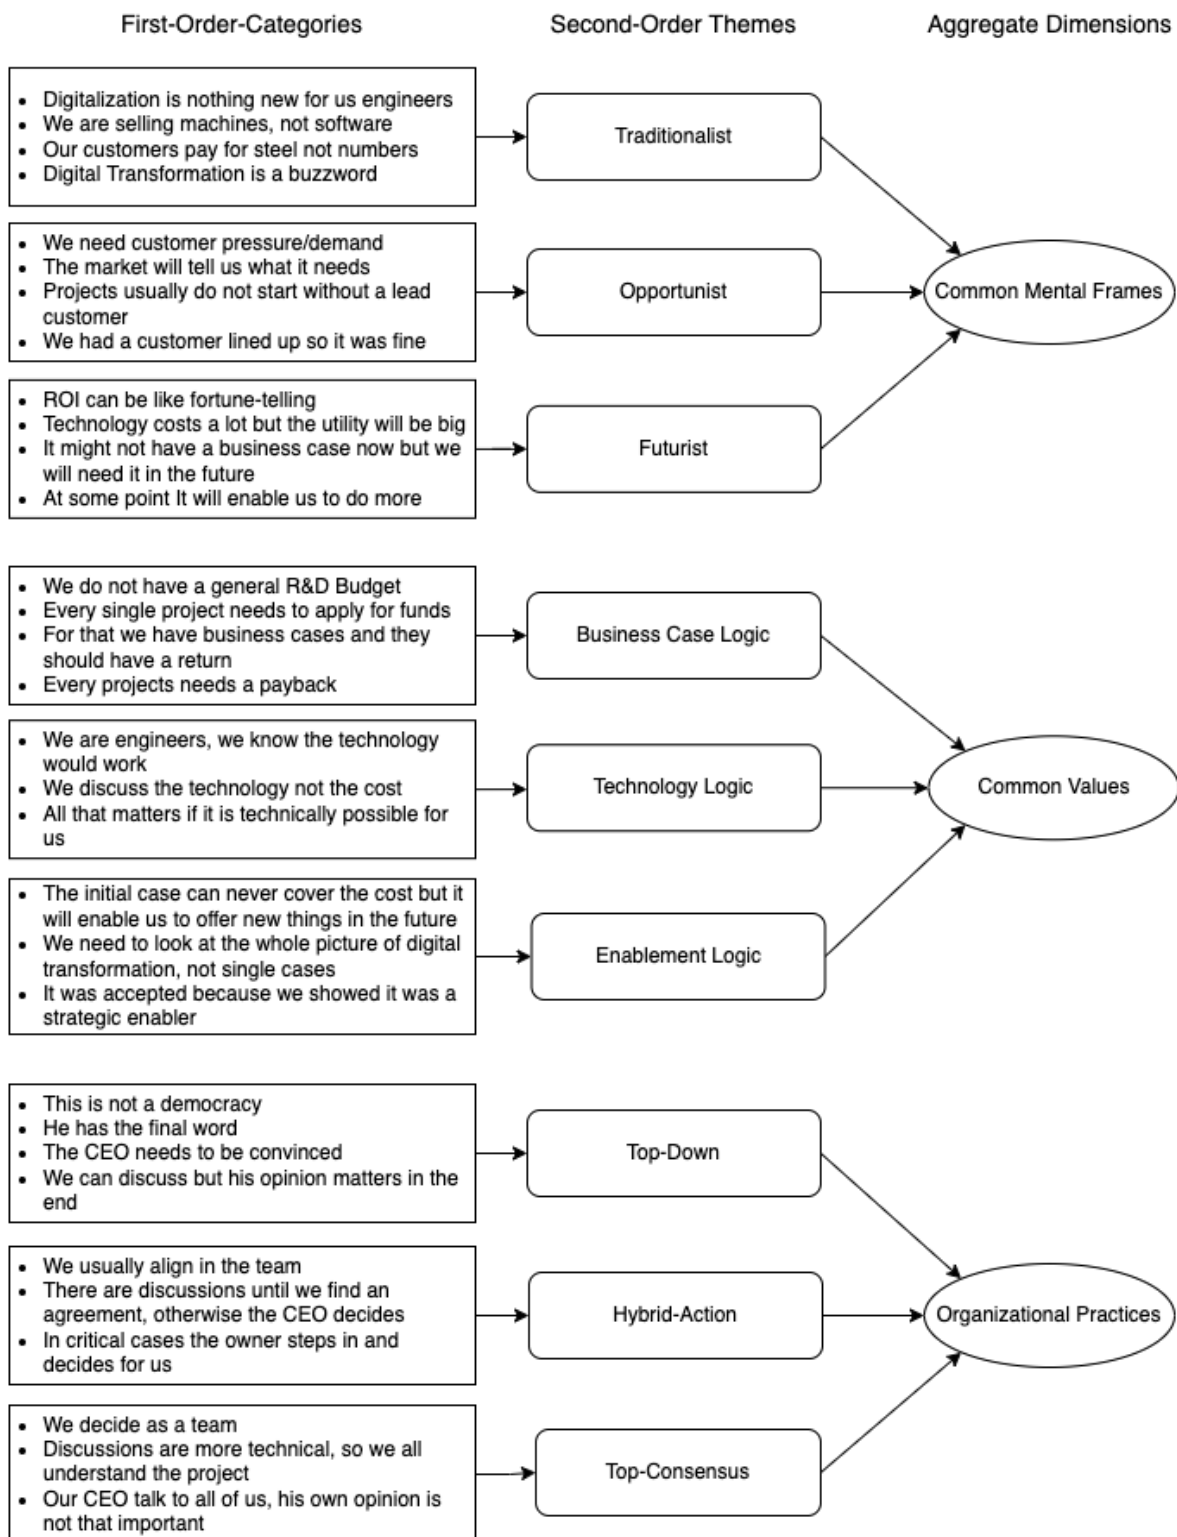 First-Order-Categories
Second-Order Themes
Aggregate Dimensions
• Digitalization is nothing new for us engineers
• We are selling machines, not software
• Our customers pay for steel not numbers
• Digital Transformation is a buzzword
Traditionalist
• We need customer pressure/demand
• The market will tell us what it needs
• Projects usually do not start without a lead
customer
• We had a customer lined up so it was fine
Opportunist
Common Mental Frames
• ROI can be like fortune-telling
• Technology costs a lot but the utility will be big
• It might not have a business case now but we
will need it in the future
• At some point It will enable us to do more
Futurist
• We do not have a general R&D Budget
• Every single project needs to apply for funds
• For that we have business cases and they
should have a return
• Every projects needs a payback
Business Case Logic
• We are engineers, we know the technology
would work
• We discuss the technology not the cost
• All that matters if it is technically possible for
us
Technology Logic
Common Values
• The initial case can never cover the cost but it
will enable us to offer new things in the future
• We need to look at the whole picture of digital
transformation, not single cases
• It was accepted because we showed it was a
strategic enabler
Enablement Logic
• This is not a democracy
• He has the final word
• The CEO needs to be convinced
• We can discuss but his opinion matters in the
end
Top-Down
• We usually align in the team
• There are discussions until we find an
agreement, otherwise the CEO decides
• In critical cases the owner steps in and
decides for us
Hybrid-Action
Organizational Practices
• We decide as a team
• Discussions are more technical, so we all
understand the project
• Our CEO talk to all of us, his own opinion is
not that important
Top-Consensus